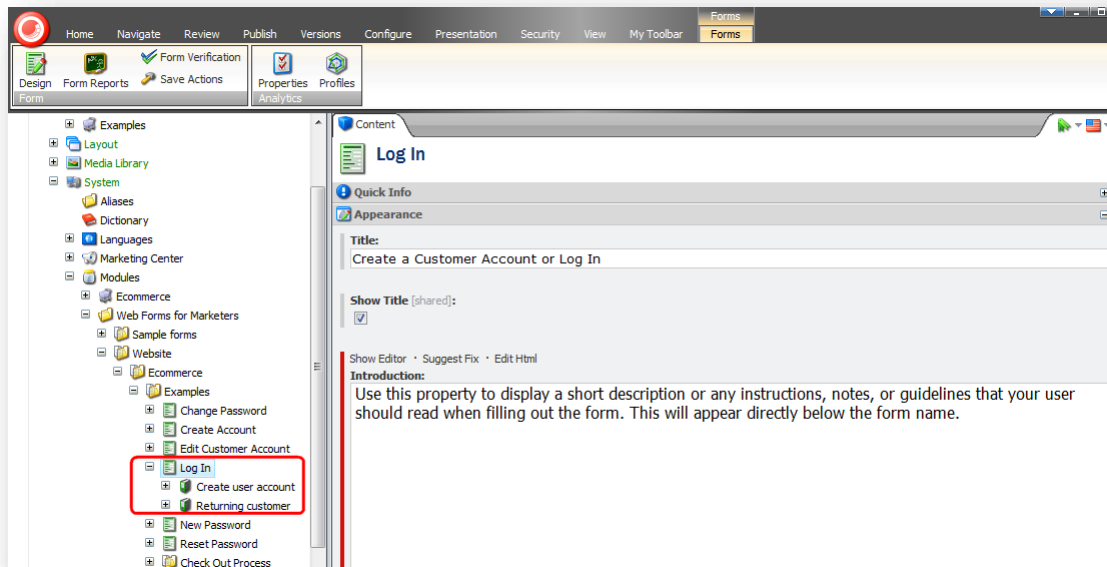 Forms
Home Navigate Review Publish Versions Configure Presentation Security View My Toolbar Forms
Design Form Reports Form Verification Save Actions Properties Profiles
Form Analytics
Examples
Layout
Media Library
System
Aliases
Dictionary
Languages
Marketing Center
Modules
Ecommerce
Web Forms for Marketers
Sample forms
Website
Ecommerce
Examples
Change Password
Create Account
Edit Customer Account
Log In
Create user account
Returning customer
New Password
Reset Password
Check Out Process
Content
Log In
Quick Info
Appearance
Title:
Create a Customer Account or Log In
Show Title [shared]:
Show Editor · Suggest Fix · Edit Html
Introduction:
Use this property to display a short description or any instructions, notes, or guidelines that your user
should read when filling out the form. This will appear directly below the form name.